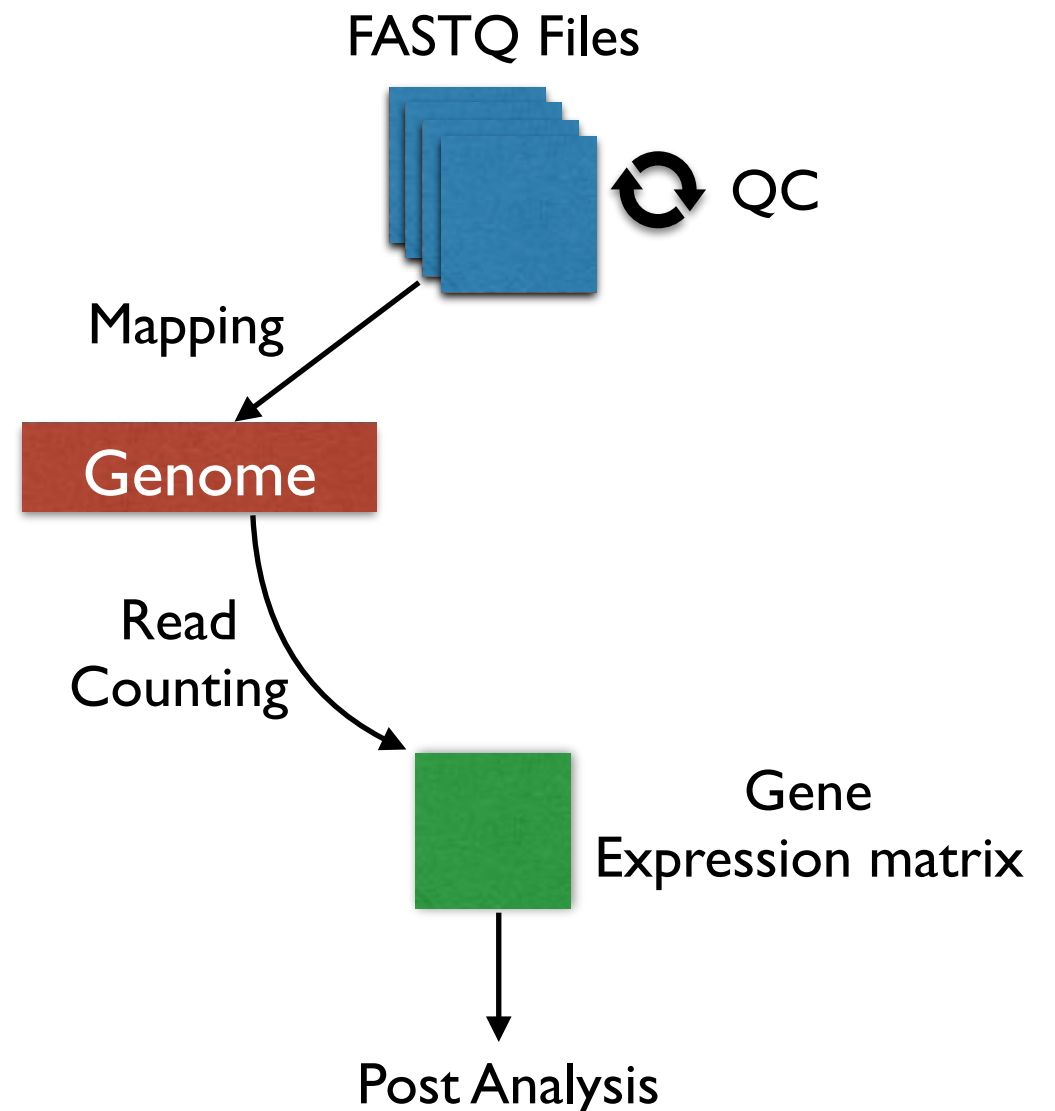 FASTQ Files
QC
Mapping
Genome
Read
Counting
Gene
Expression matrix
Post Analysis